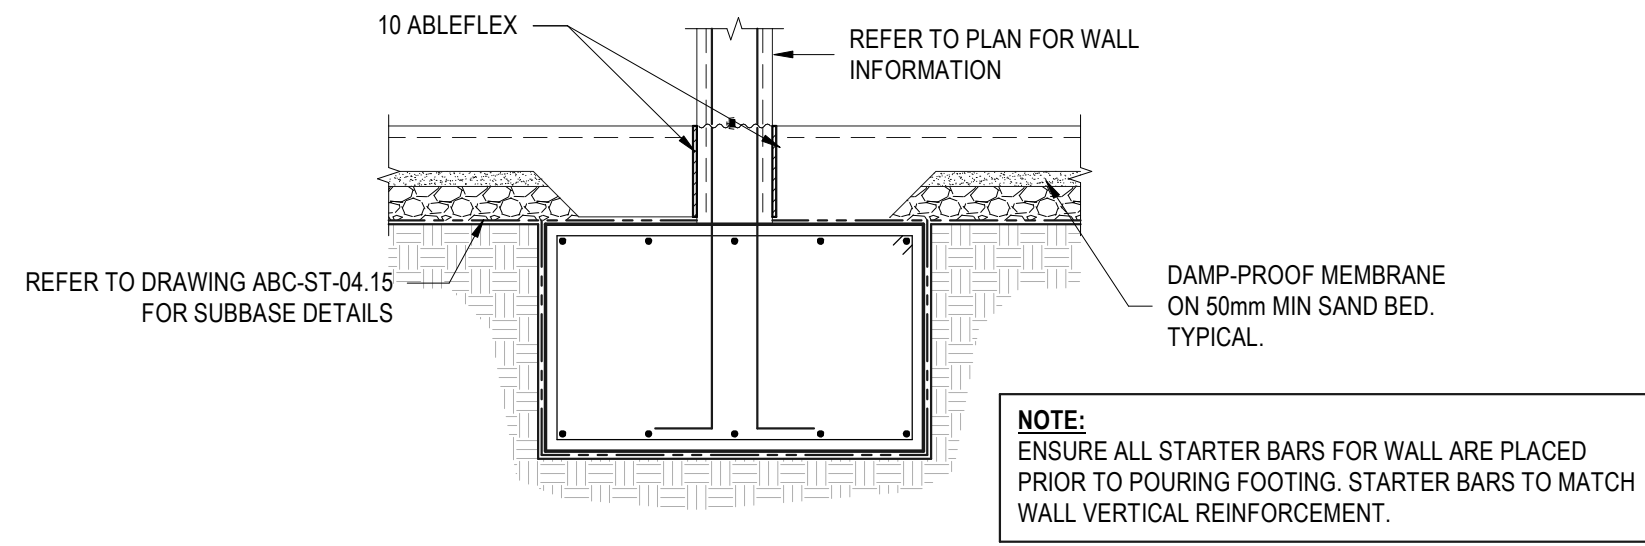 10 ABLEFLEX
REFER TO PLAN FOR WALL
INFORMATION
REFER TO DRAWING ABC-ST-04.15
FOR SUBBASE DETAILS
DAMP-PROOF MEMBRANE
ON 50mm MIN SAND BED.
TYPICAL.
NOTE:
ENSURE ALL STARTER BARS FOR WALL ARE PLACED
PRIOR TO POURING FOOTING. STARTER BARS TO MATCH
WALL VERTICAL REINFORCEMENT.